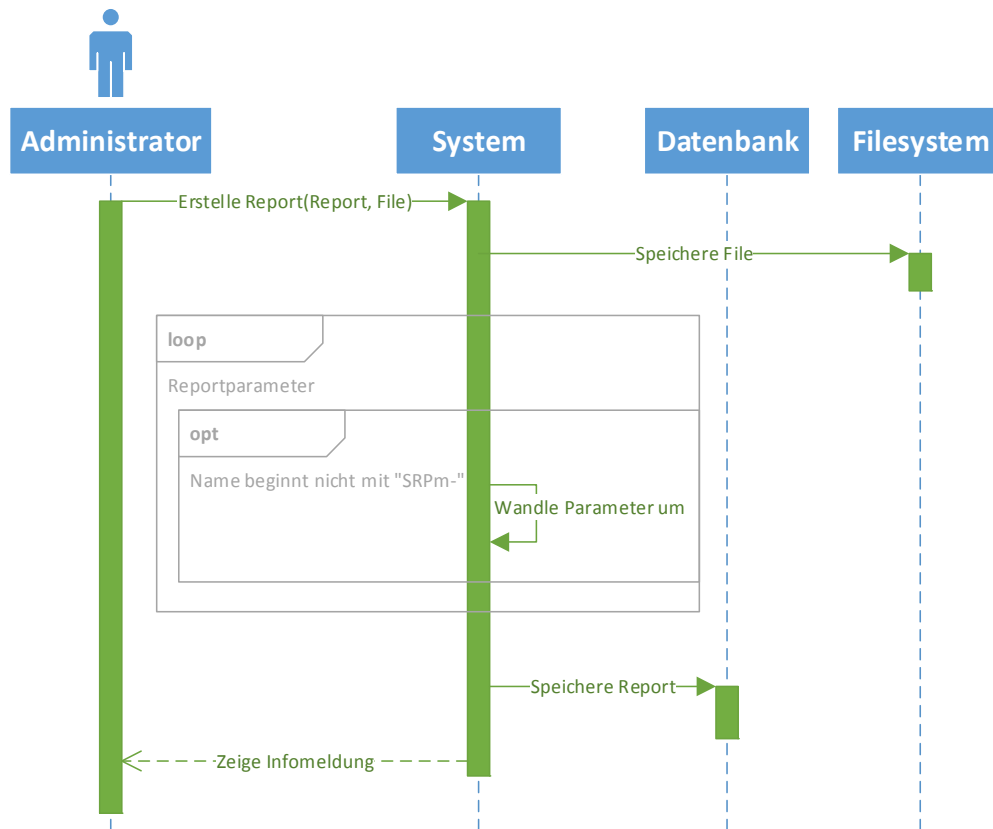 Administrator
System
Datenbank
Filesystem
Erstelle Report(Report, File)
Speichere File
loop
Reportparameter
opt
Name beginnt nicht mit "SRPm-"
Wandle Parameter um
Speichere Report
Zeige Infomeldung